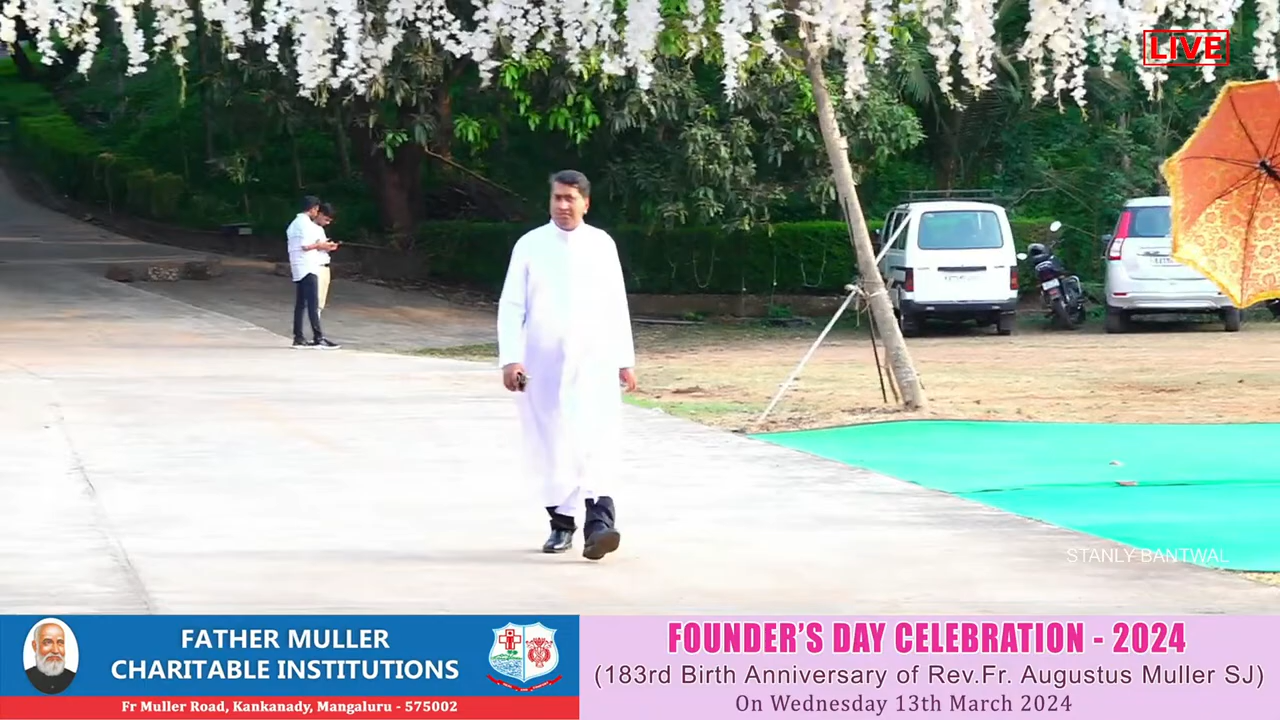 LIVE
STANLY BANTWAL
FATHER MULLER
CHARITABLE INSTITUTIONS
Fr Muller Road, Kankanady, Mangaluru - 575002
FOUNDER'S DAY CELEBRATION - 2024
(183rd Birth Anniversary of Rev.Fr. Augustus Muller SJ)
On Wednesday 13th March 2024